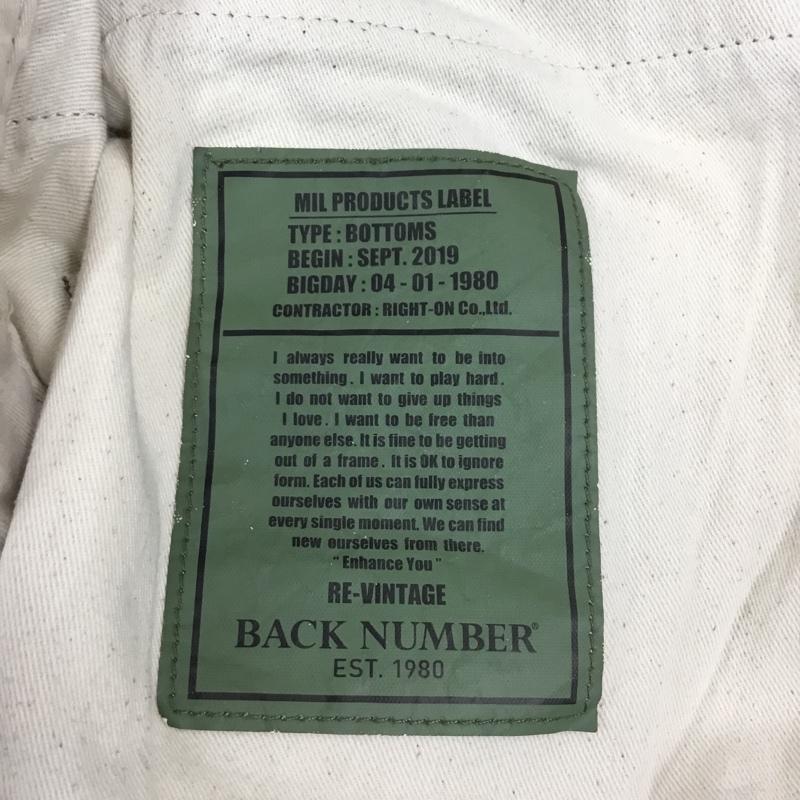 MIL PRODUCTS LABEL
TYPE : BOTTOMS
BEGIN : SEPT. 2019
BIGDAY : 04 - 01 - 1980
CONTRACTOR : RIGHT-ON Co.,Ltd.
I always really want to be into
something. I want to play hard.
I do not want to give up things
I love. I want to be free than
anyone else. It is fine to be getting
out of a frame. It is OK to ignore
form. Each of us can fully express
ourselves with our own sense at
every single moment. We can find
new ourselves from there.
"Enhance You"
RE-VINTAGE
BACK NUMBER®
EST. 1980